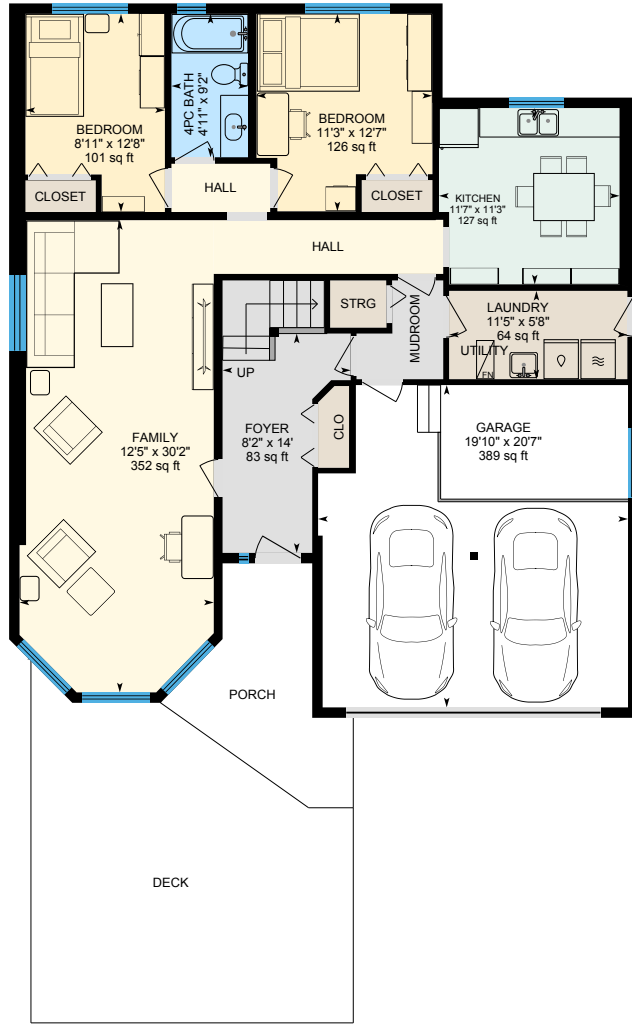 BEDROOM
8'11" x 12'8"
101 sq ft
4PC BATH
4'11" x 9'2"
BEDROOM
11'3" x 12'7"
126 sq ft
CLOSET
HALL
CLOSET
KITCHEN
11'7" x 11'3"
127 sq ft
HALL
STRG
MUDROOM
LAUNDRY
11'5" x 5'8"
64 sq ft
UTILITY
FN
UP
CLO
FOYER
8'2" x 14'
83 sq ft
FAMILY
12'5" x 30'2"
352 sq ft
GARAGE
19'10" x 20'7"
389 sq ft
PORCH
DECK